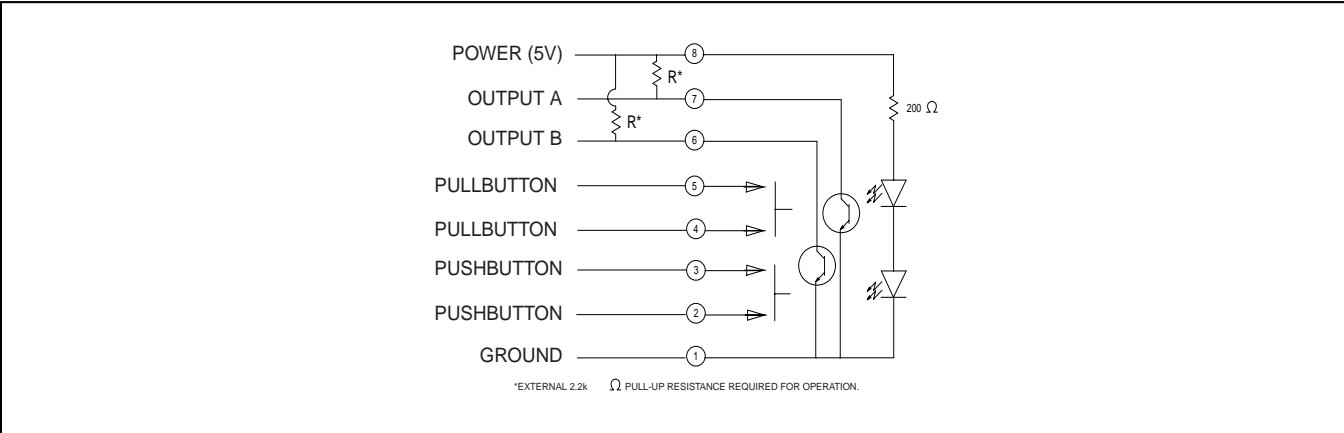 POWER (5V) 8
R*
OUTPUT A 7
200 Ω
R*
OUTPUT B 6
PULLBUTTON 5
PULLBUTTON 4
PUSHBUTTON 3
PUSHBUTTON 2
GROUND 1
*EXTERNAL 2.2k Ω PULL-UP RESISTANCE REQUIRED FOR OPERATION.